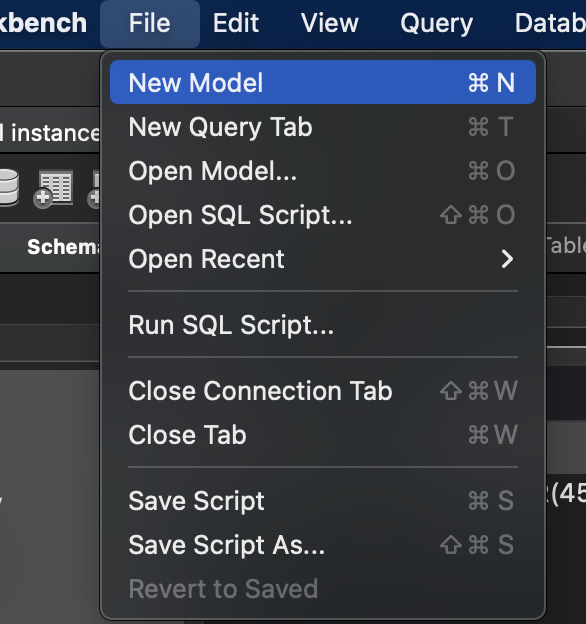 kbench File Edit View Query Datab
New Model ⌘ N
l instance
New Query Tab ⌘ T
Open Model... ⌘ O
Open SQL Script... ⇧ ⌘ O
Schema
Open Recent >
Table
Run SQL Script...
Close Connection Tab ⇧ ⌘ W
Close Tab ⌘ W
Save Script ⌘ S
(45
Save Script As... ⇧ ⌘ S
Revert to Saved